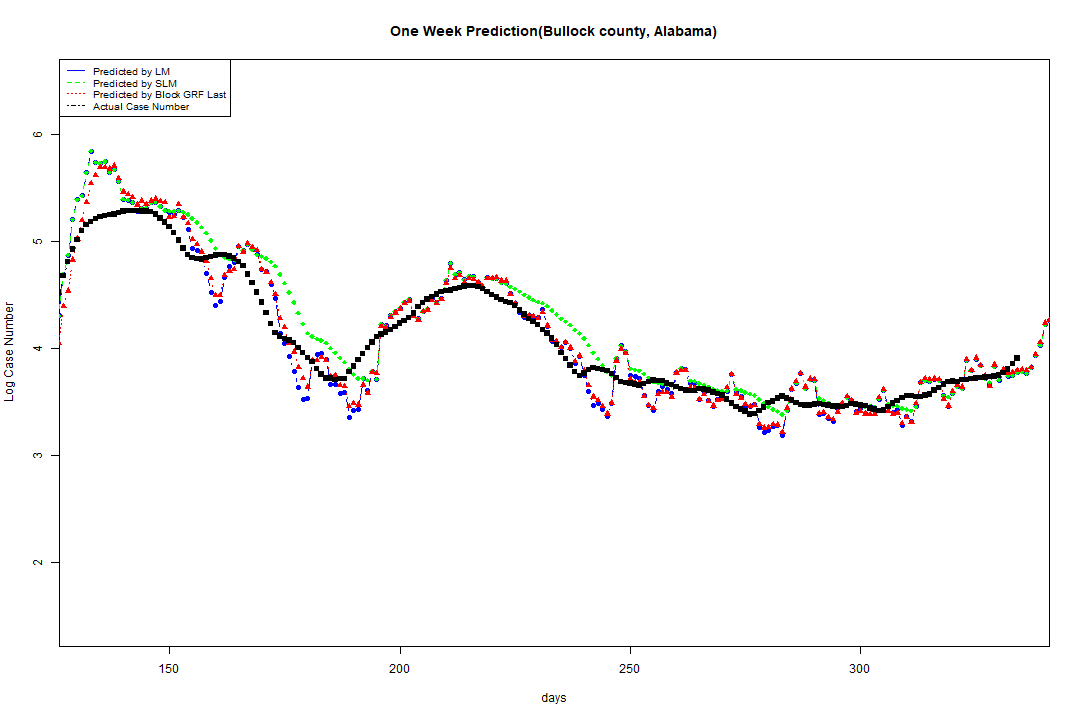 One Week Prediction(Bullock county, Alabama)
Predicted by LM
Predicted by SLM
Predicted by Block GRF Last
Actual Case Number
6
5
4
3
2
Log Case Number
150
200
250
300
days